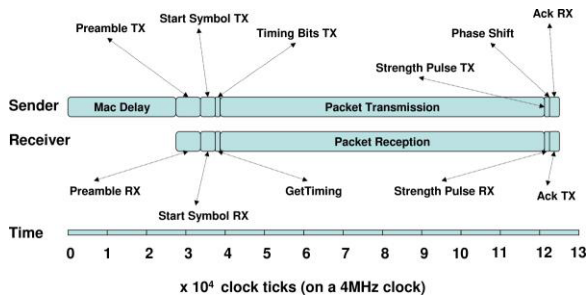 Ack RX
Start Symbol TX
Preamble TX
Timing Bits TX
Phase Shift
Strength Pulse TX
Sender
Mac Delay
Packet Transmission
Receiver
Packet Reception
Preamble RX
GetTiming
Strength Pulse RX
Ack TX
Start Symbol RX
Time
0 1 2 3 4 5 6 7 8 9 10 11 12 13
x 10⁴ clock ticks (on a 4MHz clock)